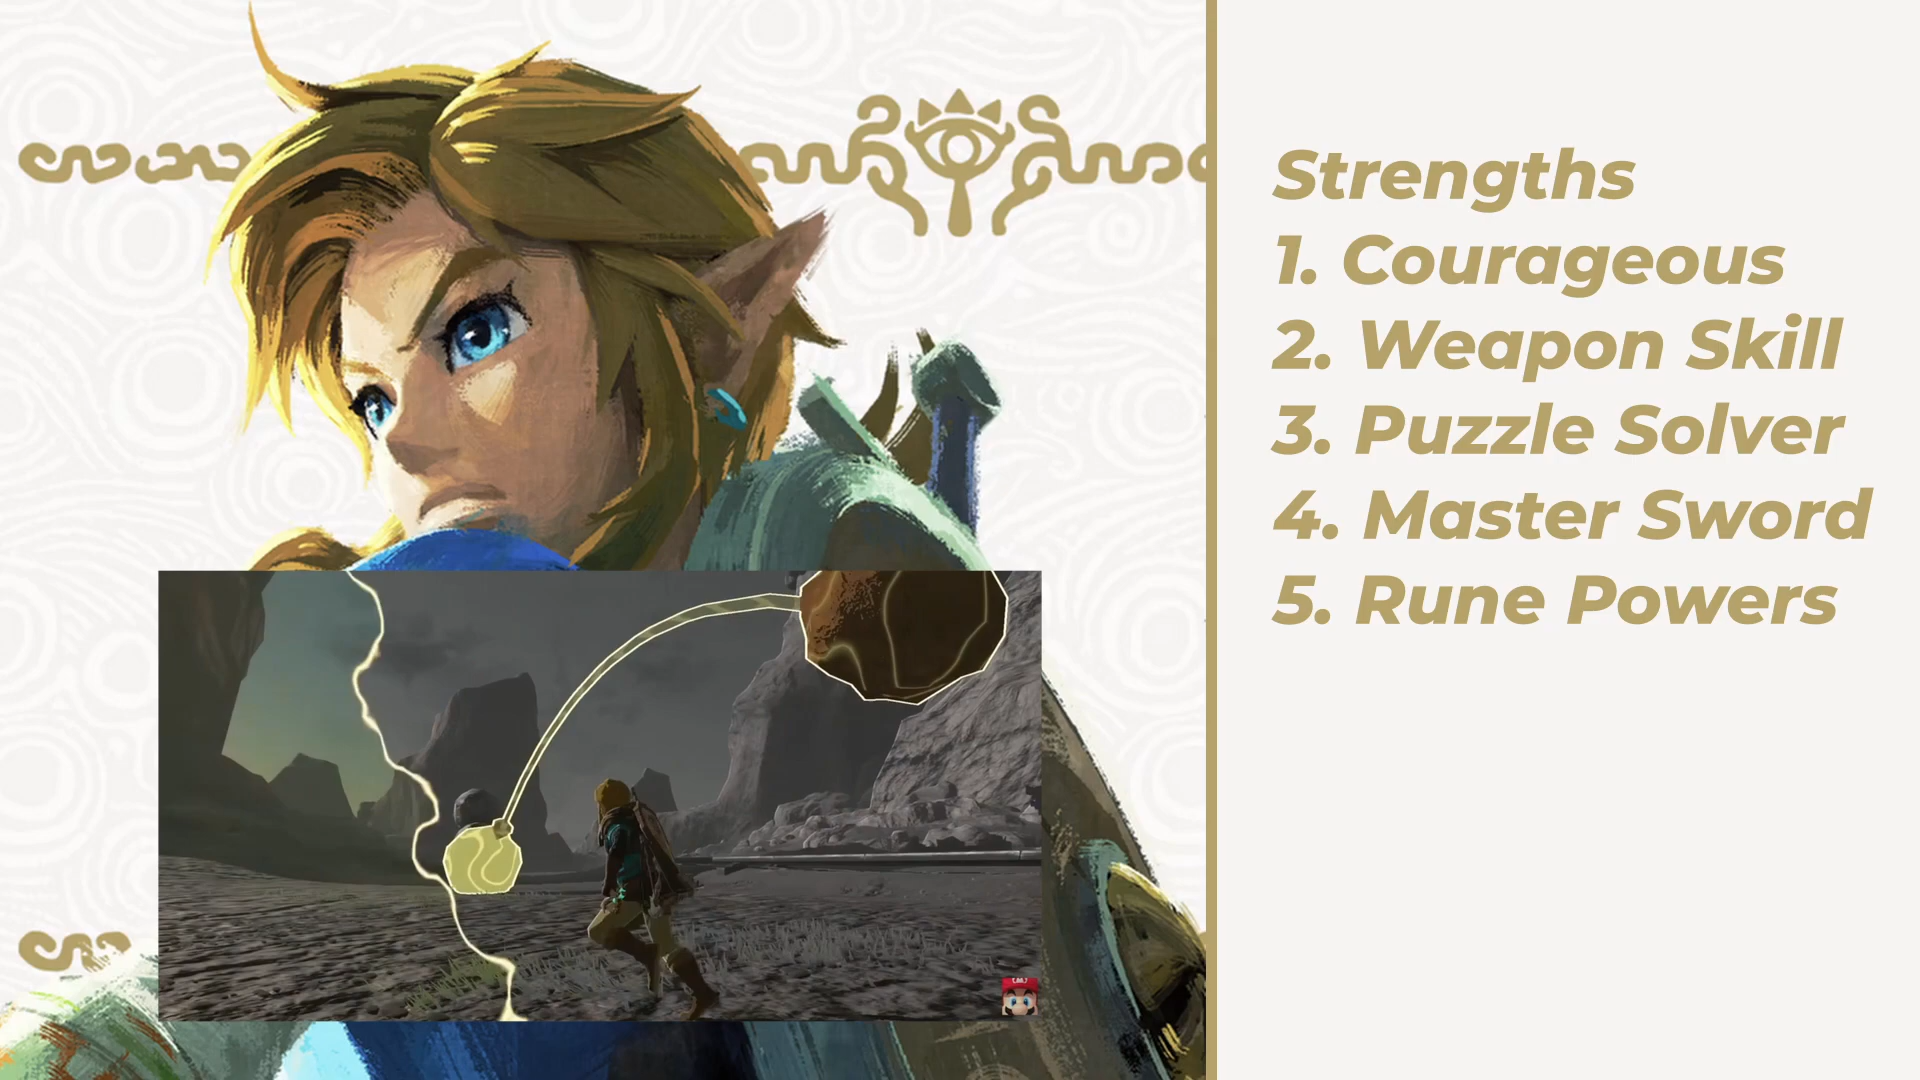 Strengths
1. Courageous
2. Weapon Skill
3. Puzzle Solver
4. Master Sword
5. Rune Powers